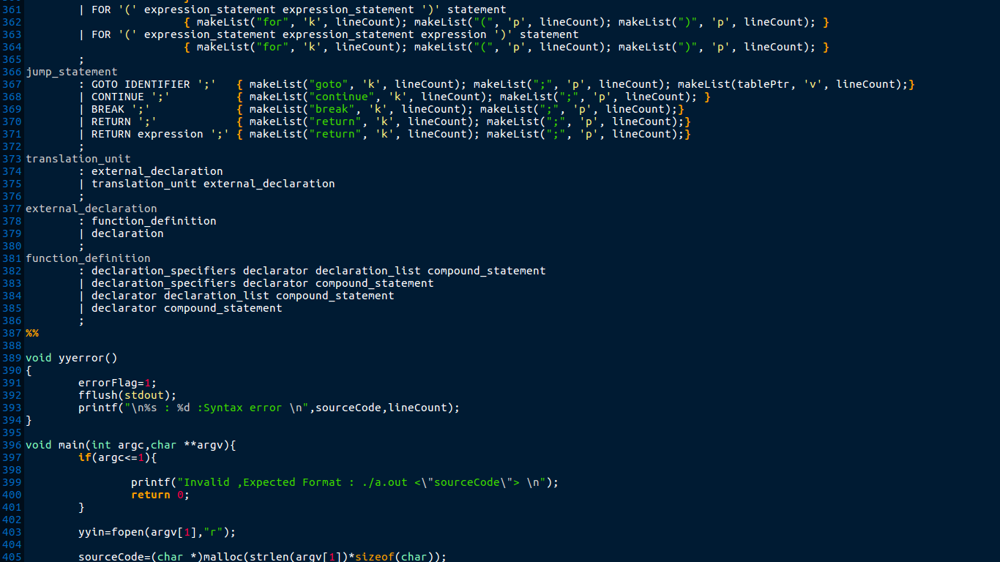 361         | FOR '(' expression_statement expression_statement ')' statement
362                         { makeList("for", 'k', lineCount); makeList("(", 'p', lineCount); makeList(")", 'p', lineCount); }
363         | FOR '(' expression_statement expression_statement expression ')' statement
364                         { makeList("for", 'k', lineCount); makeList("(", 'p', lineCount); makeList(")", 'p', lineCount); }
365         ;
366 jump_statement
367         : GOTO IDENTIFIER ';'   { makeList("goto", 'k', lineCount); makeList(";", 'p', lineCount); makeList(tablePtr, 'v', lineCount);}
368         | CONTINUE ';'          { makeList("continue", 'k', lineCount); makeList(";", 'p', lineCount); }
369         | BREAK ';'             { makeList("break", 'k', lineCount); makeList(";", 'p', lineCount);}
370         | RETURN ';'            { makeList("return", 'k', lineCount); makeList(";", 'p', lineCount);}
371         | RETURN expression ';' { makeList("return", 'k', lineCount); makeList(";", 'p', lineCount);}
372         ;
373 translation_unit
374         : external_declaration
375         | translation_unit external_declaration
376         ;
377 external_declaration
378         : function_definition
379         | declaration
380         ;
381 function_definition
382         : declaration_specifiers declarator declaration_list compound_statement
383         | declaration_specifiers declarator compound_statement
384         | declarator declaration_list compound_statement
385         | declarator compound_statement
386         ;
387 %%
388
389 void yyerror()
390 {
391         errorFlag=1;
392         fflush(stdout);
393         printf("\n%s : %d :Syntax error \n",sourceCode,lineCount);
394 }
395
396 void main(int argc,char **argv){
397         if(argc<=1){
398
399                 printf("Invalid ,Expected Format : ./a.out <\"sourceCode\"> \n");
400                 return 0;
401         }
402
403         yyin=fopen(argv[1],"r");
404
405         sourceCode=(char *)malloc(strlen(argv[1])*sizeof(char));